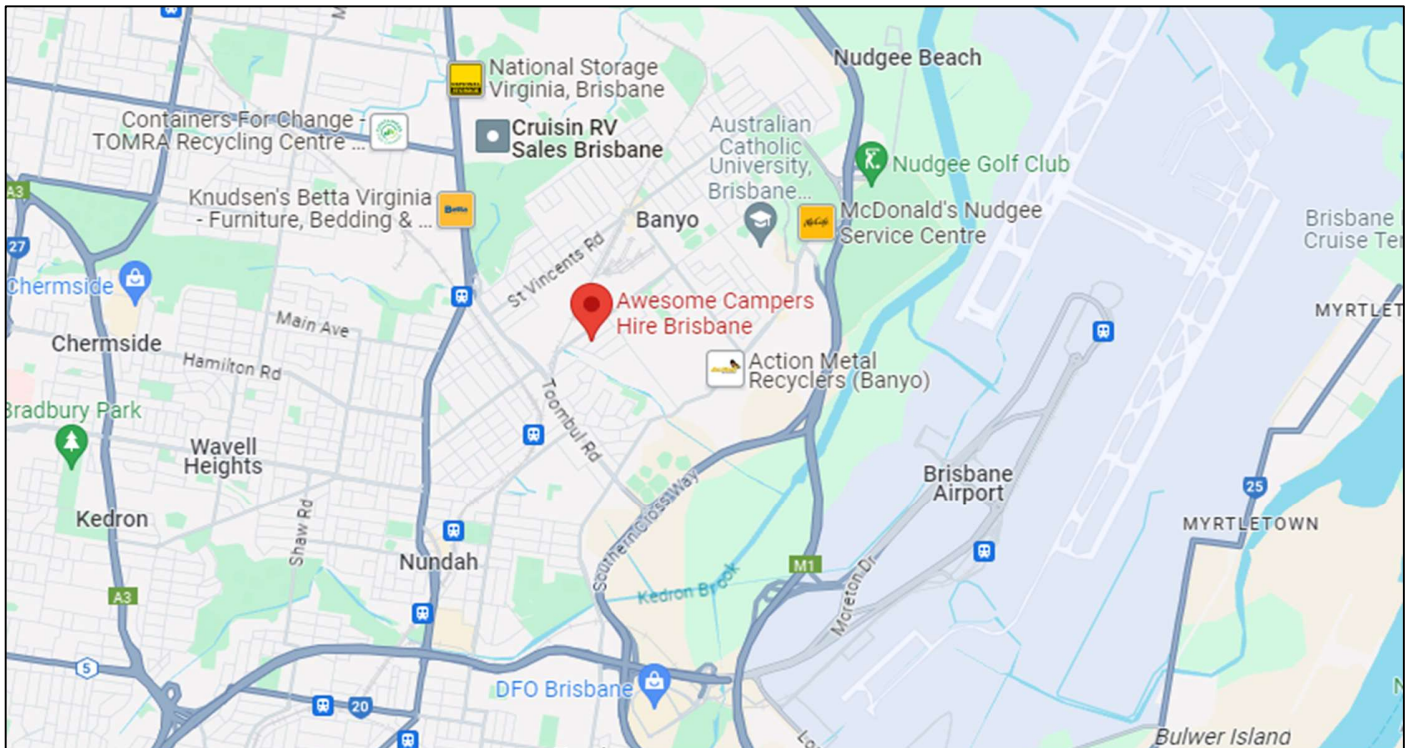 Nudgee Beach
National Storage
Virginia, Brisbane
Containers For Change -
TOMRA Recycling Centre ...
Cruisin RV
Sales Brisbane
Australian
Catholic
University,
Brisbane...
Nudgee Golf Club
A3
Knudsen's Betta Virginia
- Furniture, Bedding & ...
Betta
Banyo
McCafé
McDonald's Nudgee
Service Centre
Brisbane
Cruise Ter
27
St Vincents Rd
Chermside
Awesome Campers
Hire Brisbane
MYRTLET
Main Ave
Chermside
Hamilton Rd
Action Metal
Recyclers (Banyo)
Toombul Rd
Bradbury Park
Wavell
Heights
Brisbane
Airport
25
Kedron
Shaw Rd
Southern Cross Way
MYRTLETOWN
Nundah
M1
A3
Kedron Brook
Moreton Dr
5
DFO Brisbane
20
Bulwer Island